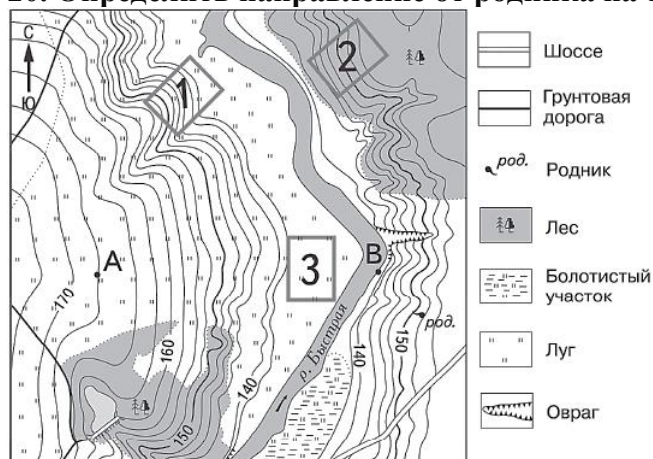 С
Ю
1
2
3
А
В
170
160
150
140
140
150
р. Быстрая
род.
Шоссе
Грунтовая
дорога
род.
Родник
Лес
Болотистый
участок
Луг
Овраг